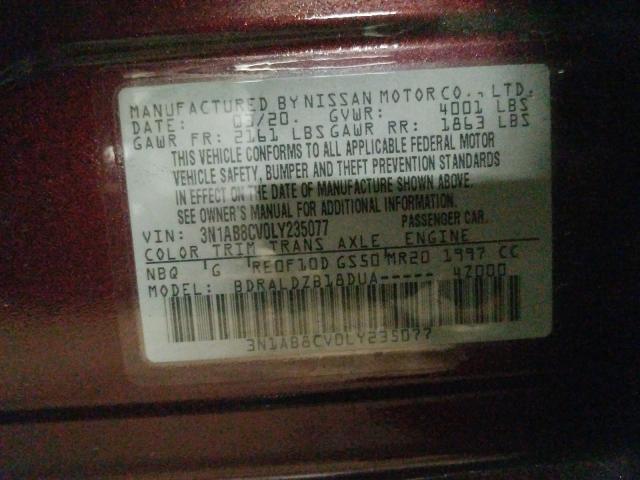 MANUFACTURED BY NISSAN MOTOR CO., LTD.
DATE: 03/20. GVWR: 4001 LBS
GAWR FR: 2161 LBS GAWR RR: 1863 LBS
THIS VEHICLE CONFORMS TO ALL APPLICABLE FEDERAL MOTOR
VEHICLE SAFETY, BUMPER AND THEFT PREVENTION STANDARDS
IN EFFECT ON THE DATE OF MANUFACTURE SHOWN ABOVE.
SEE OWNER'S MANUAL FOR ADDITIONAL INFORMATION.
VIN: 3N1AB8CV0LY235077 PASSENGER CAR
COLOR TRIM TRANS AXLE ENGINE
NBQ G RE0F10D GS50 MR20 1997 CC
MODEL: BDRALDZB18DUA----- 4Z000
3N1AB8CV0LY235077